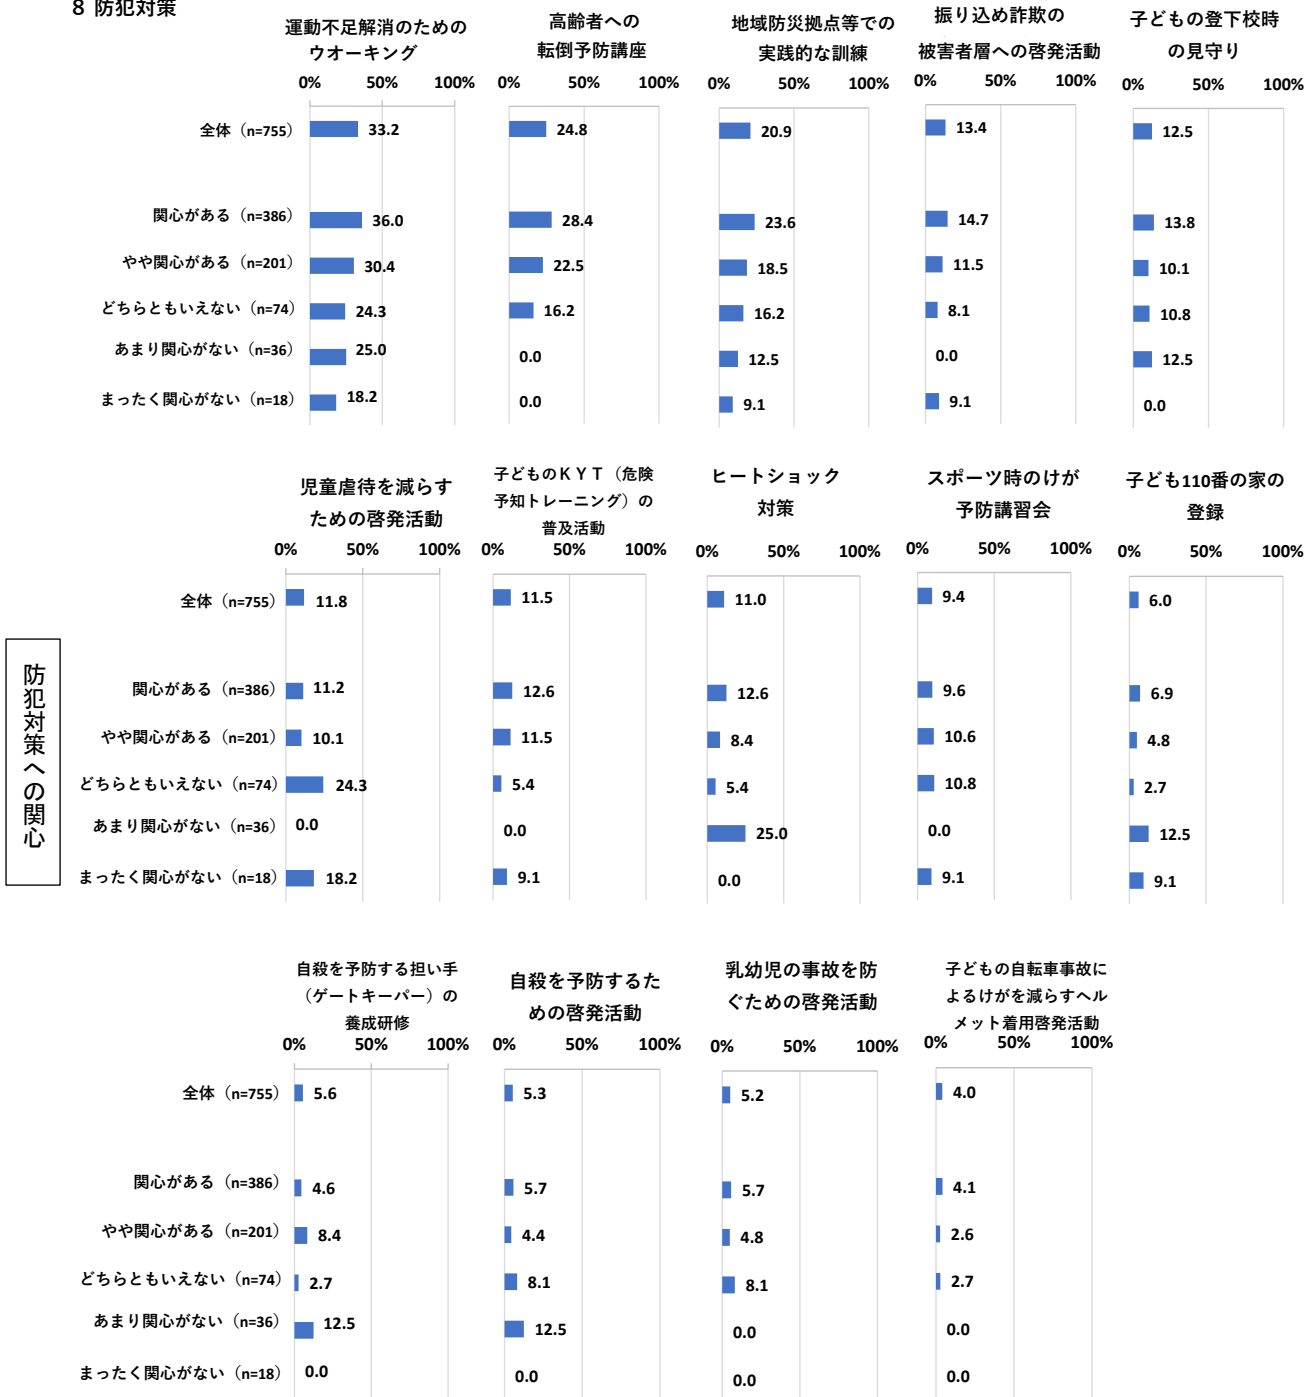 8 防犯対策
運動不足解消のための
ウオーキング
高齢者への
転倒予防講座
地域防災拠点等での
実践的な訓練
振り込め詐欺の
被害者層への啓発活動
子どもの登下校時
の見守り
0% 50% 100% 0% 50% 100% 0% 50% 100% 0% 50% 100% 0% 50% 100%
全体（n=755） 33.2 24.8 20.9 13.4 12.5
関心がある（n=386） 36.0 28.4 23.6 14.7 13.8
やや関心がある（n=201） 30.4 22.5 18.5 11.5 10.1
どちらともいえない（n=74） 24.3 16.2 16.2 8.1 10.8
あまり関心がない（n=36） 25.0 0.0 12.5 0.0 12.5
まったく関心がない（n=18） 18.2 0.0 9.1 9.1 0.0
児童虐待を減らす
ための啓発活動
子どものＫＹＴ（危険
予知トレーニング）の
普及活動
ヒートショック
対策
スポーツ時のけが
予防講習会
子ども110番の家の
登録
0% 50% 100% 0% 50% 100% 0% 50% 100% 0% 50% 100% 0% 50% 100%
全体（n=755） 11.8 11.5 11.0 9.4 6.0
関心がある（n=386） 11.2 12.6 12.6 9.6 6.9
やや関心がある（n=201） 10.1 11.5 8.4 10.6 4.8
どちらともいえない（n=74） 24.3 5.4 5.4 10.8 2.7
あまり関心がない（n=36） 0.0 0.0 25.0 0.0 12.5
まったく関心がない（n=18） 18.2 9.1 0.0 9.1 9.1
防犯対策への関心
自殺を予防する担い手
（ゲートキーパー）の
養成研修
自殺を予防するた
めの啓発活動
乳幼児の事故を防
ぐための啓発活動
子どもの自転車事故に
よるけがを減らすヘル
メット着用啓発活動
0% 50% 100% 0% 50% 100% 0% 50% 100% 0% 50% 100%
全体（n=755） 5.6 5.3 5.2 4.0
関心がある（n=386） 4.6 5.7 5.7 4.1
やや関心がある（n=201） 8.4 4.4 4.8 2.6
どちらともいえない（n=74） 2.7 8.1 8.1 2.7
あまり関心がない（n=36） 12.5 12.5 0.0 0.0
まったく関心がない（n=18） 0.0 0.0 0.0 0.0